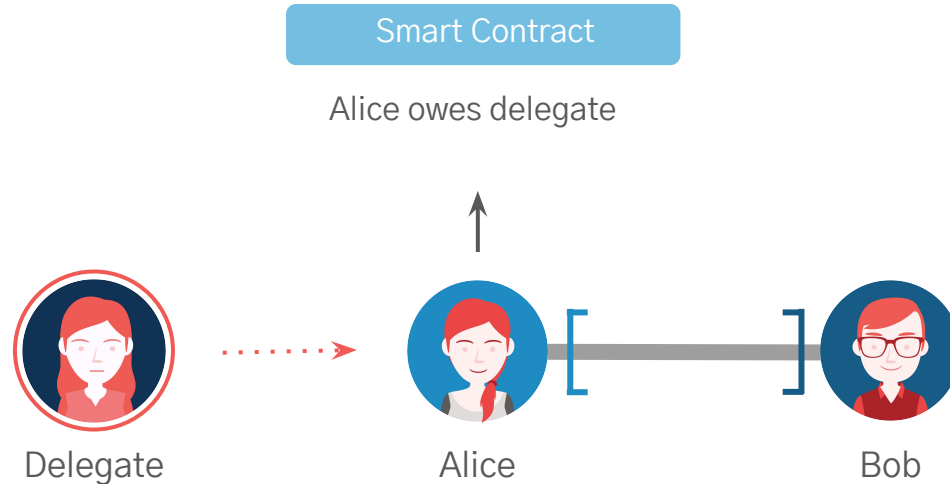 Smart Contract
Alice owes delegate
Delegate
Alice
Bob